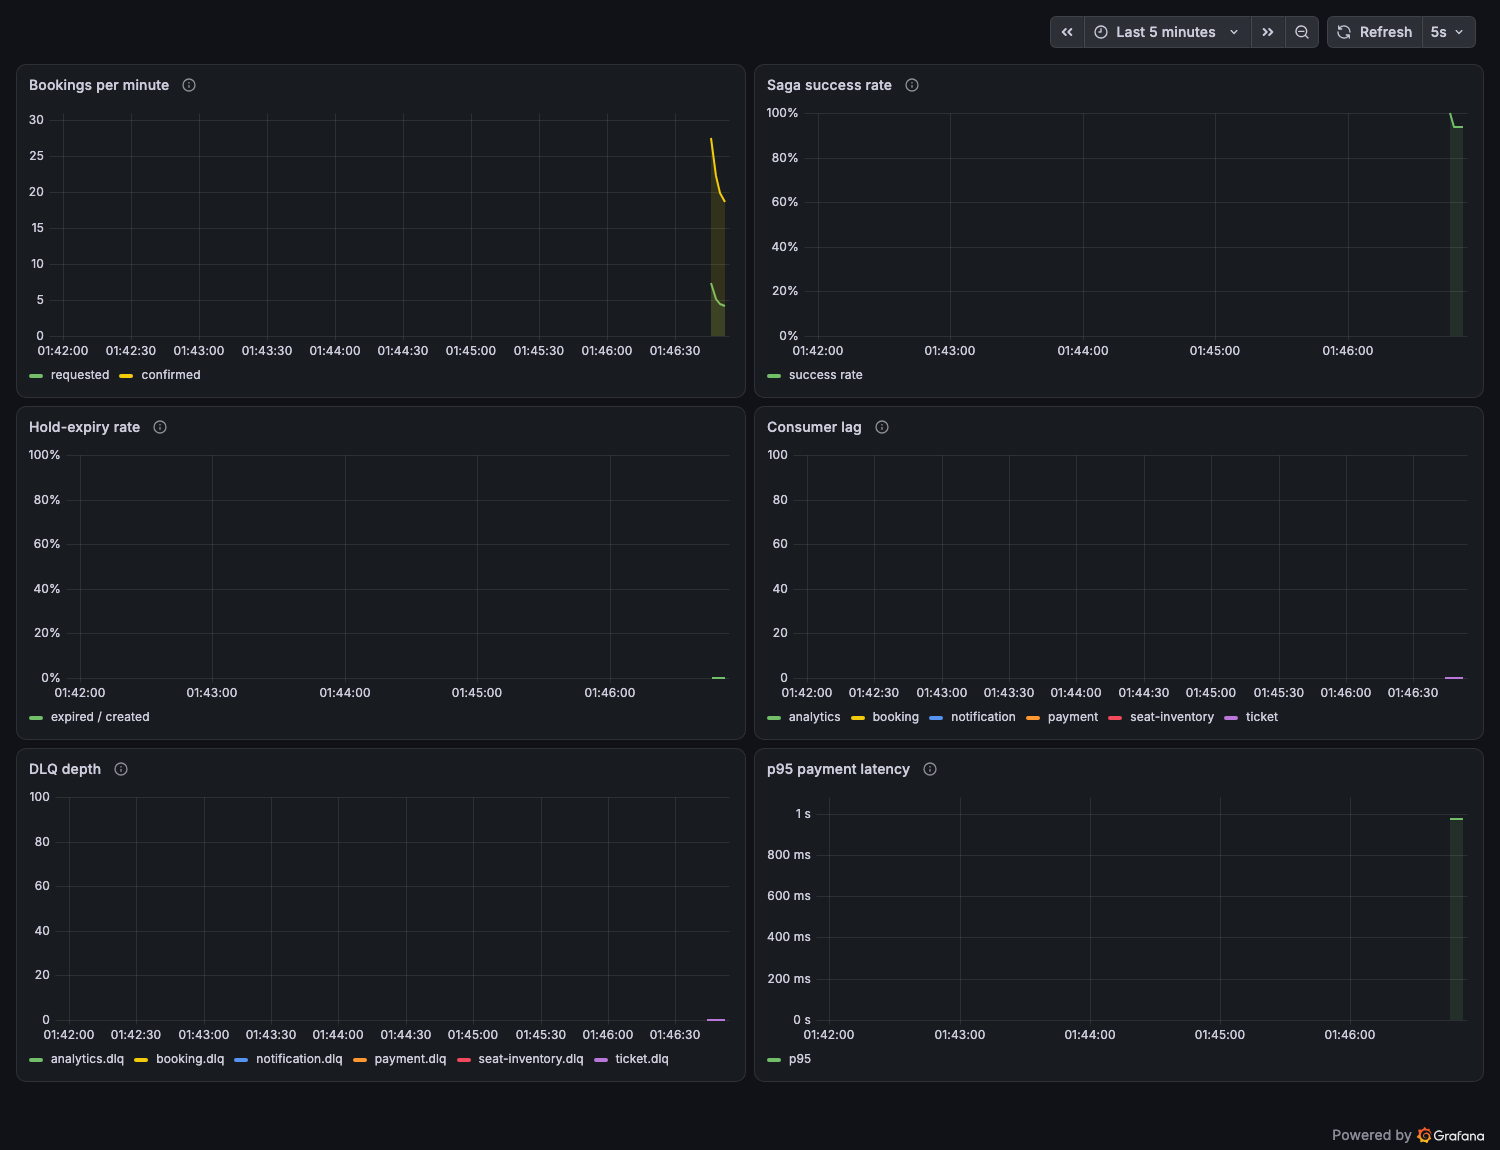 Last 5 minutes
Refresh
5s
Bookings per minute
30
25
20
15
10
5
0
01:42:00 01:42:30 01:43:00 01:43:30 01:44:00 01:44:30 01:45:00 01:45:30 01:46:00 01:46:30
requested confirmed
Saga success rate
100%
80%
60%
40%
20%
0%
01:42:00 01:43:00 01:44:00 01:45:00 01:46:00
success rate
Hold-expiry rate
100%
80%
60%
40%
20%
0%
01:42:00 01:43:00 01:44:00 01:45:00 01:46:00
expired / created
Consumer lag
100
80
60
40
20
0
01:42:00 01:42:30 01:43:00 01:43:30 01:44:00 01:44:30 01:45:00 01:45:30 01:46:00 01:46:30
analytics booking notification payment seat-inventory ticket
DLQ depth
100
80
60
40
20
0
01:42:00 01:42:30 01:43:00 01:43:30 01:44:00 01:44:30 01:45:00 01:45:30 01:46:00 01:46:30
analytics.dlq booking.dlq notification.dlq payment.dlq seat-inventory.dlq ticket.dlq
p95 payment latency
1 s
800 ms
600 ms
400 ms
200 ms
0 s
01:42:00 01:43:00 01:44:00 01:45:00 01:46:00
p95
Powered by Grafana